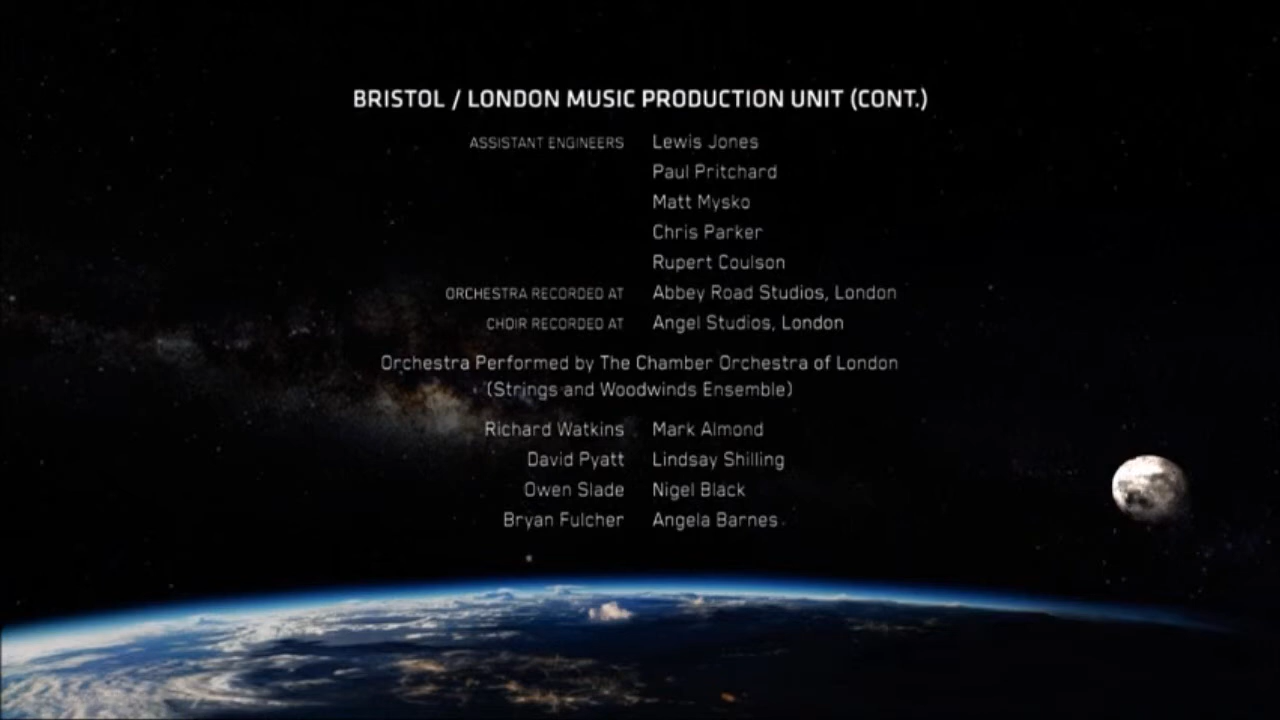 BRISTOL / LONDON MUSIC PRODUCTION UNIT (CONT.)
ASSISTANT ENGINEERS Lewis Jones
Paul Pritchard
Matt Mysko
Chris Parker
Rupert Coulson
ORCHESTRA RECORDED AT Abbey Road Studios, London
CHOIR RECORDED AT Angel Studios, London
Orchestra Performed by The Chamber Orchestra of London
(Strings and Woodwinds Ensemble)
Richard Watkins Mark Almond
David Pyatt Lindsay Shilling
Owen Slade Nigel Black
Bryan Fulcher Angela Barnes